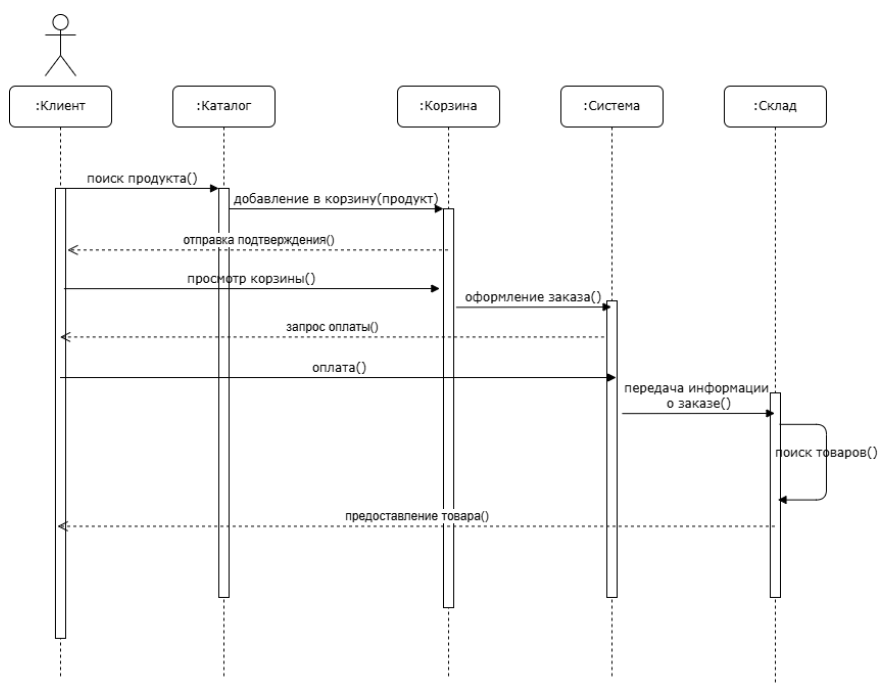 :Клиент
:Каталог
:Корзина
:Система
:Склад
поиск продукта()
добавление в корзину(продукт)
отправка подтверждения()
просмотр корзины()
оформление заказа()
запрос оплаты()
оплата()
передача информации
о заказе()
поиск товаров()
предоставление товара()